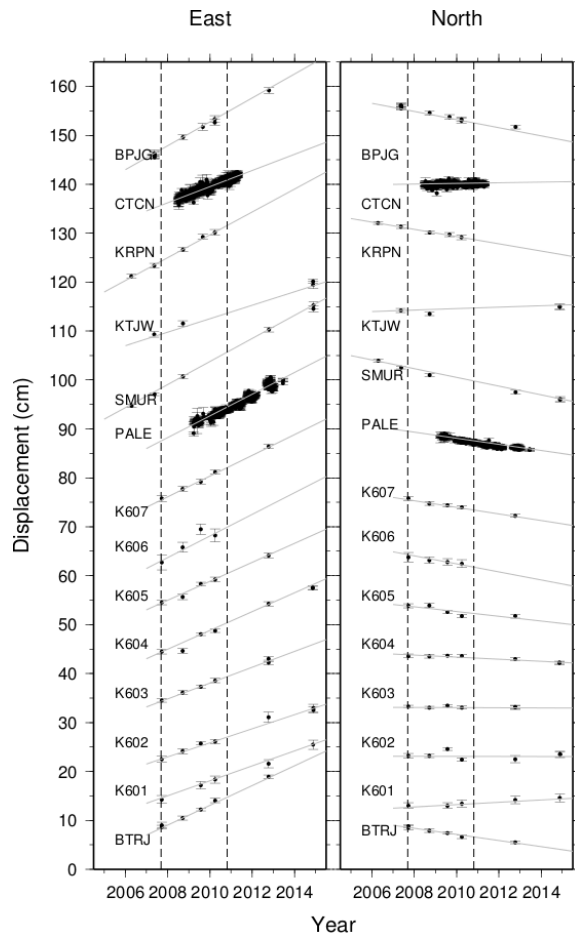 East North
160
150
140
130
120
110
100
90
80
70
60
50
40
30
20
10
0
Displacement (cm)
BPJG
CTCN
KRPN
KTJW
SMUR
PALE
K607
K606
K605
K604
K603
K602
K601
BTRJ
BPJG
CTCN
KRPN
KTJW
SMUR
PALE
K607
K606
K605
K604
K603
K602
K601
BTRJ
2006 2008 2010 2012 2014 2006 2008 2010 2012 2014
Year